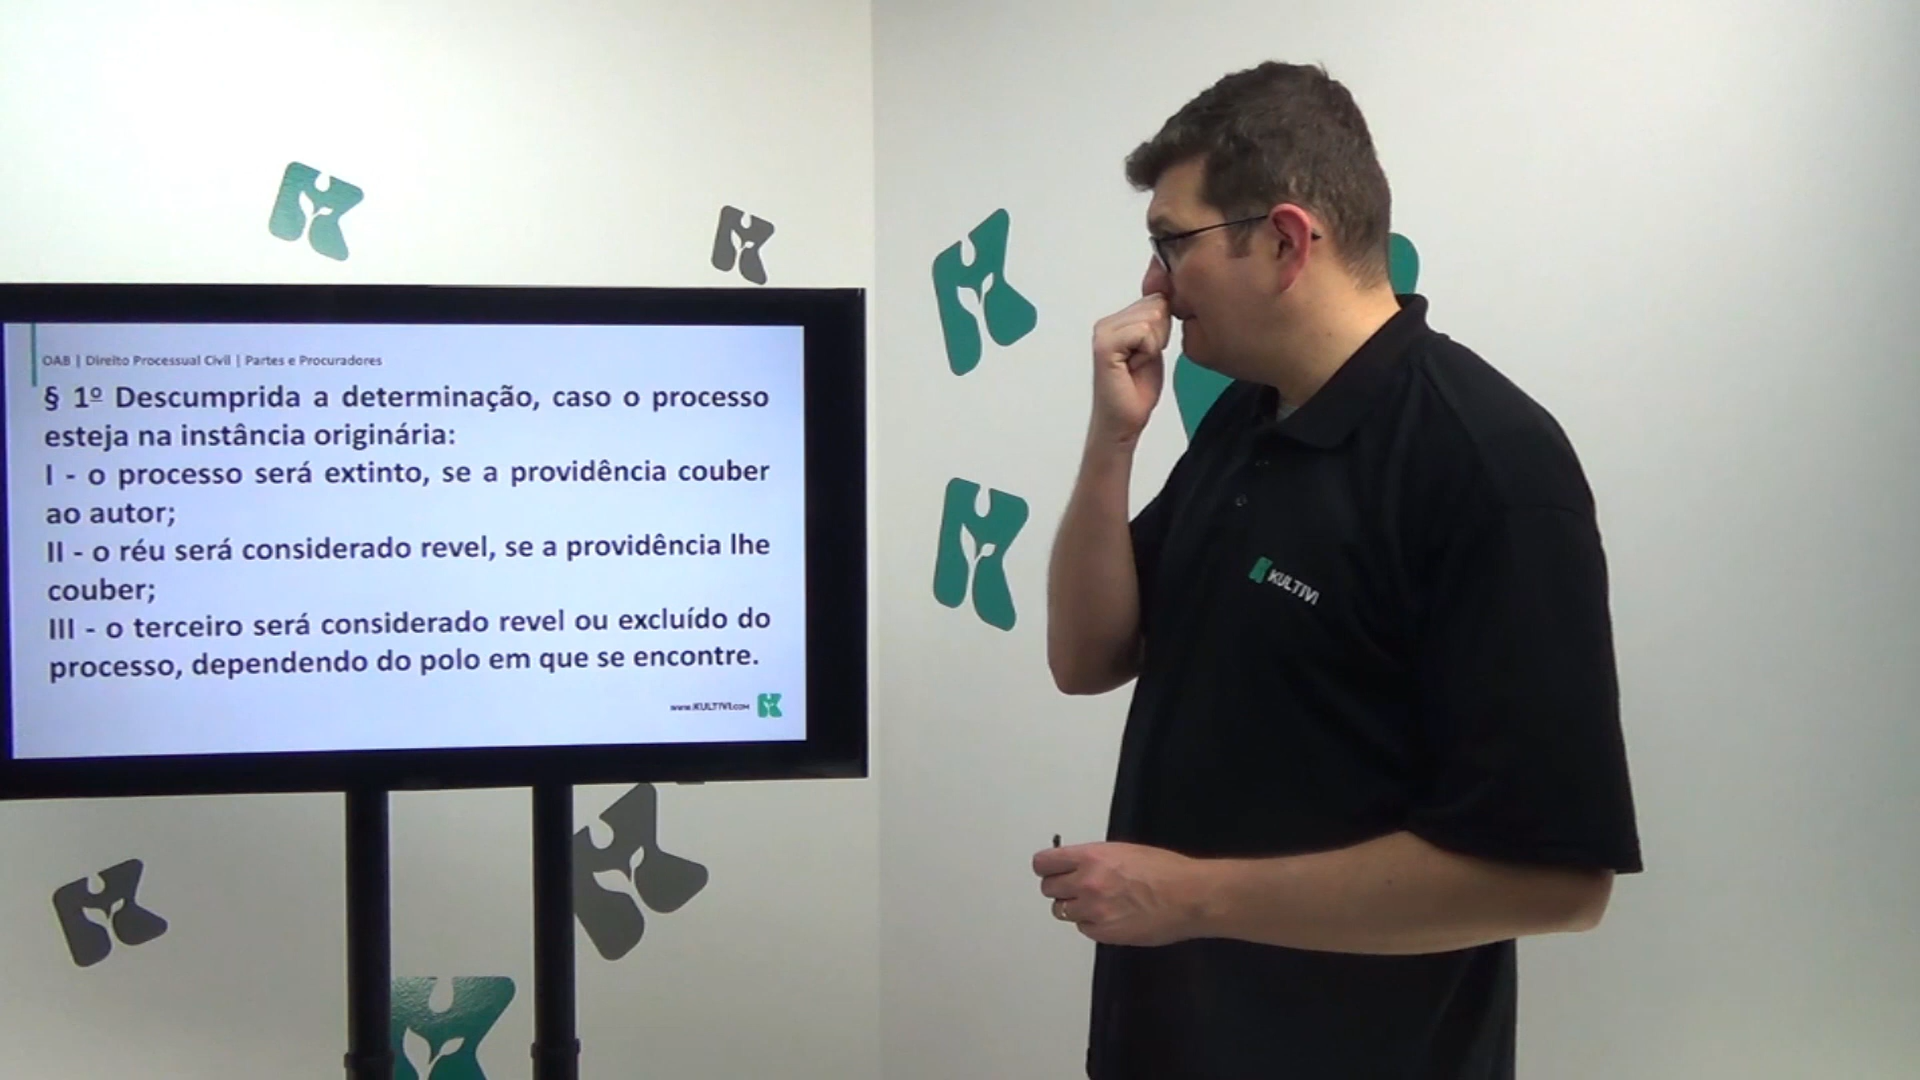 OAB | Direito Processual Civil | Partes e Procuradores
§ 1º Descumprida a determinação, caso o processo
esteja na instância originária:
I - o processo será extinto, se a providência couber
ao autor;
II - o réu será considerado revel, se a providência lhe
couber;
III - o terceiro será considerado revel ou excluído do
processo, dependendo do polo em que se encontre.
www.KULTIVI.COM
KULTIVI